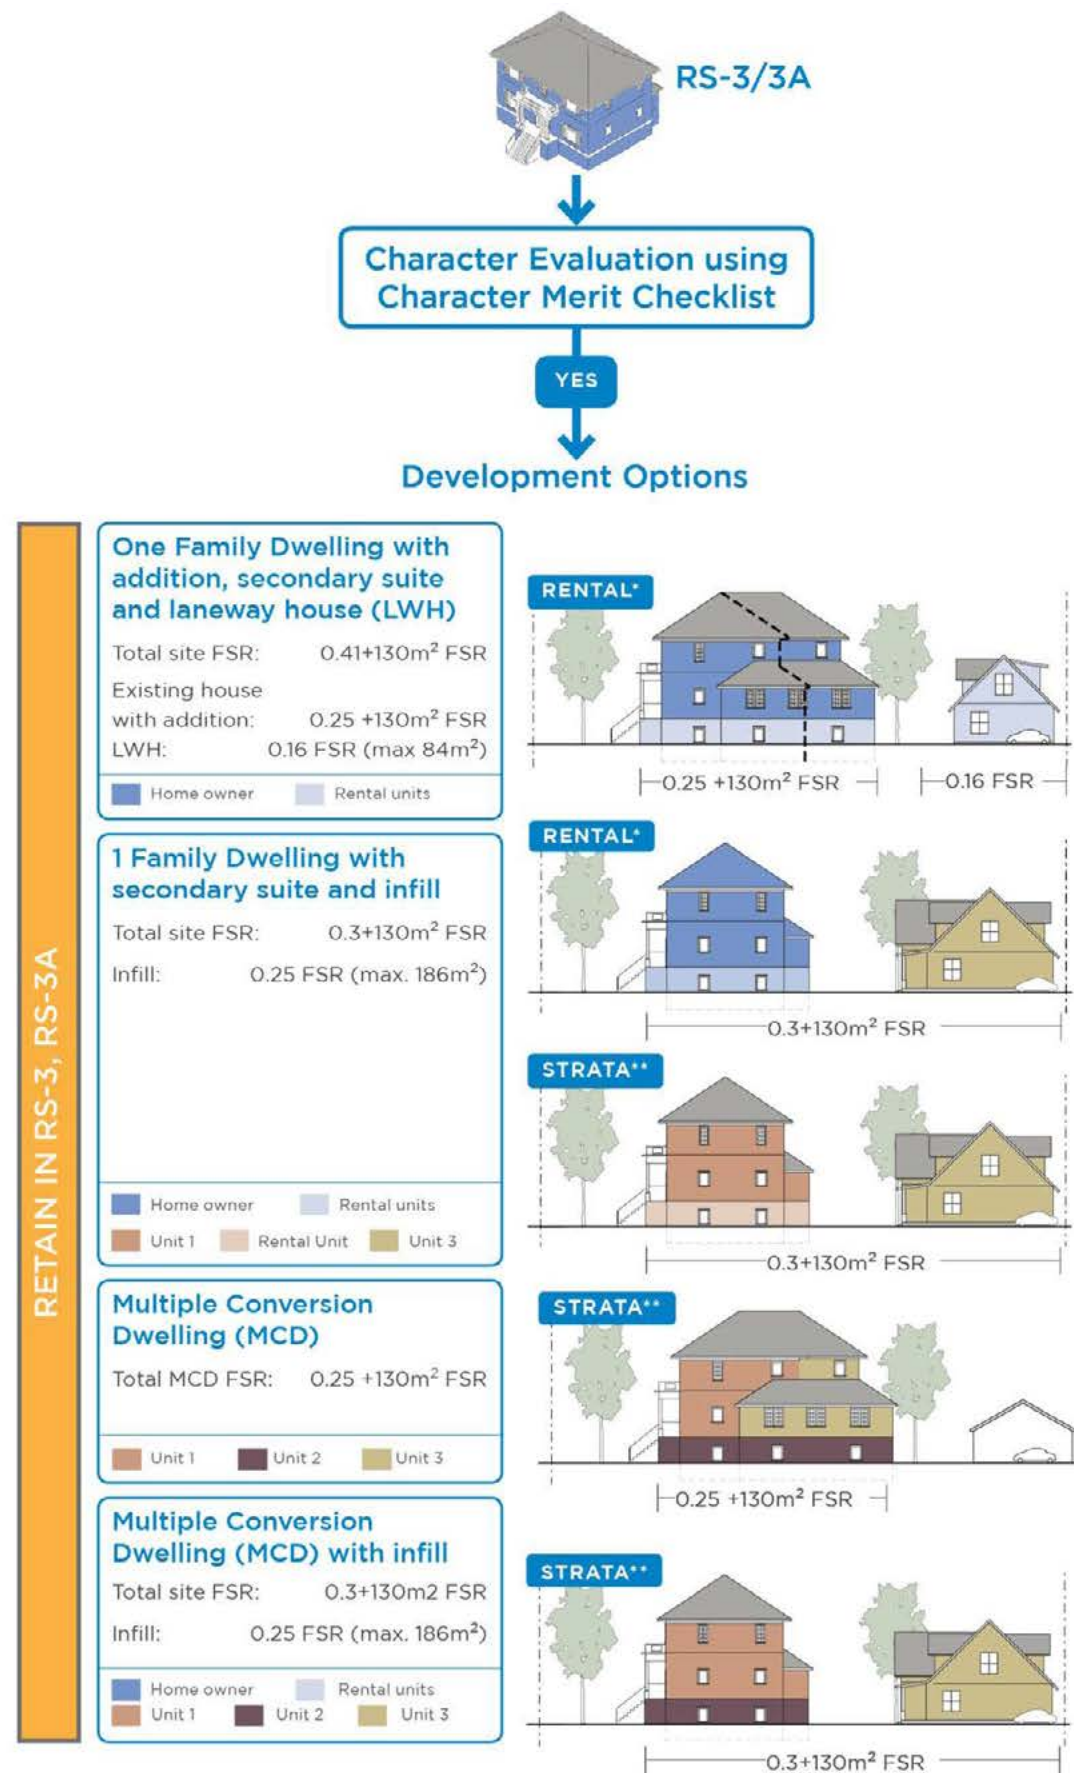 RS-3/3A
Character Evaluation using
Character Merit Checklist
YES
Development Options
RETAIN IN RS-3, RS-3A
One Family Dwelling with
addition, secondary suite
and laneway house (LWH)
Total site FSR: 0.41+130m² FSR
Existing house
with addition: 0.25 +130m² FSR
LWH: 0.16 FSR (max 84m²)
Home owner Rental units
RENTAL*
0.25 +130m² FSR 0.16 FSR
1 Family Dwelling with
secondary suite and infill
Total site FSR: 0.3+130m² FSR
Infill: 0.25 FSR (max. 186m²)
Home owner Rental units
Unit 1 Rental Unit Unit 3
RENTAL*
0.3+130m² FSR
STRATA**
0.3+130m² FSR
Multiple Conversion
Dwelling (MCD)
Total MCD FSR: 0.25 +130m² FSR
Unit 1 Unit 2 Unit 3
STRATA**
0.25 +130m² FSR
Multiple Conversion
Dwelling (MCD) with infill
Total site FSR: 0.3+130m2 FSR
Infill: 0.25 FSR (max. 186m²)
Home owner Rental units
Unit 1 Unit 2 Unit 3
STRATA**
0.3+130m² FSR